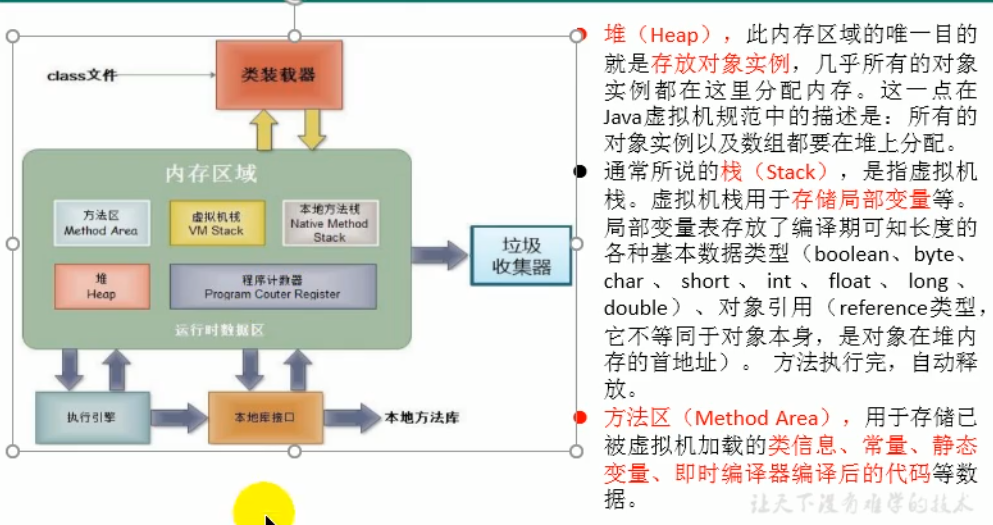 class文件
类装载器
内存区域
方法区
Method Area
虚拟机栈
VM Stack
本地方法栈
Native Method
Stack
堆
Heap
程序计数器
Program Couter Register
运行时数据区
垃圾
收集器
执行引擎
本地库接口
本地方法库
堆（Heap），此内存区域的唯一目的
就是存放对象实例，几乎所有的对象
实例都在这里分配内存。这一点在
Java虚拟机规范中的描述是：所有的
对象实例以及数组都要在堆上分配。
通常所说的栈（Stack），是指虚拟机
栈。虚拟机栈用于存储局部变量等。
局部变量表存放了编译期可知长度的
各种基本数据类型（boolean、byte、
char、short、int、float、long、
double）、对象引用（reference类型，
它不等同于对象本身，是对象在堆内
存的首地址）。 方法执行完，自动释
放。
方法区（Method Area），用于存储已
被虚拟机加载的类信息、常量、静态
变量、即时编译器编译后的代码等数
据。
让天下没有难学的技术